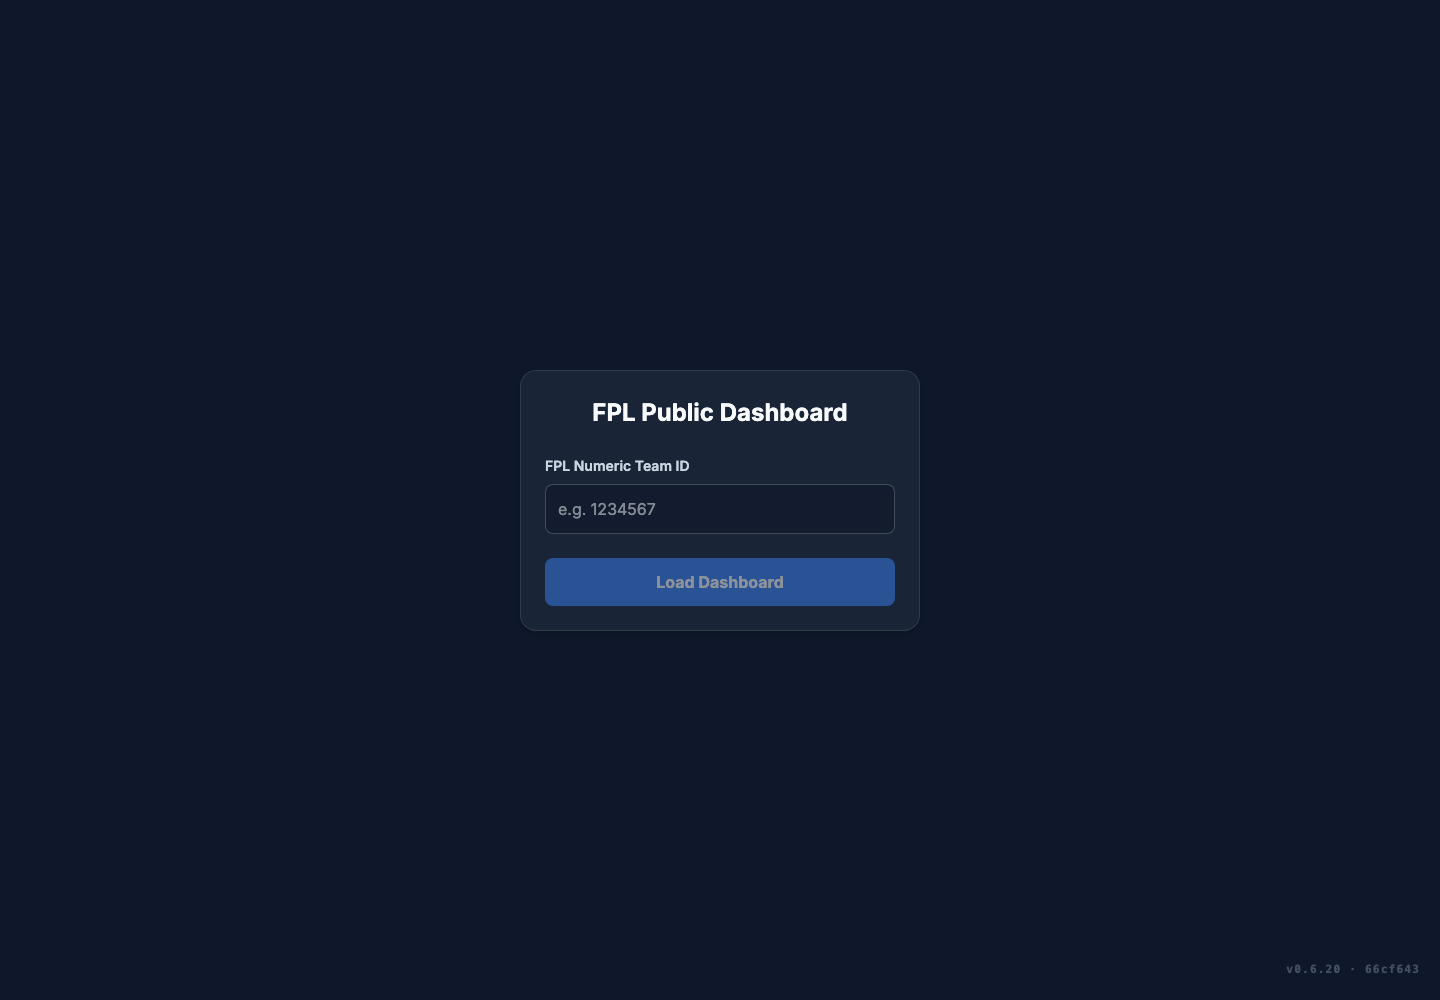 FPL Public Dashboard
FPL Numeric Team ID
e.g. 1234567
Load Dashboard
v0.6.20 · 66cf643